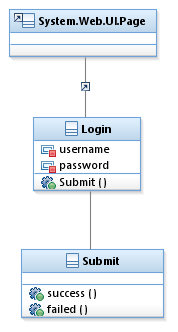 System.Web.UI.Page
Login
username
password
Submit ( )
Submit
success ( )
failed ( )